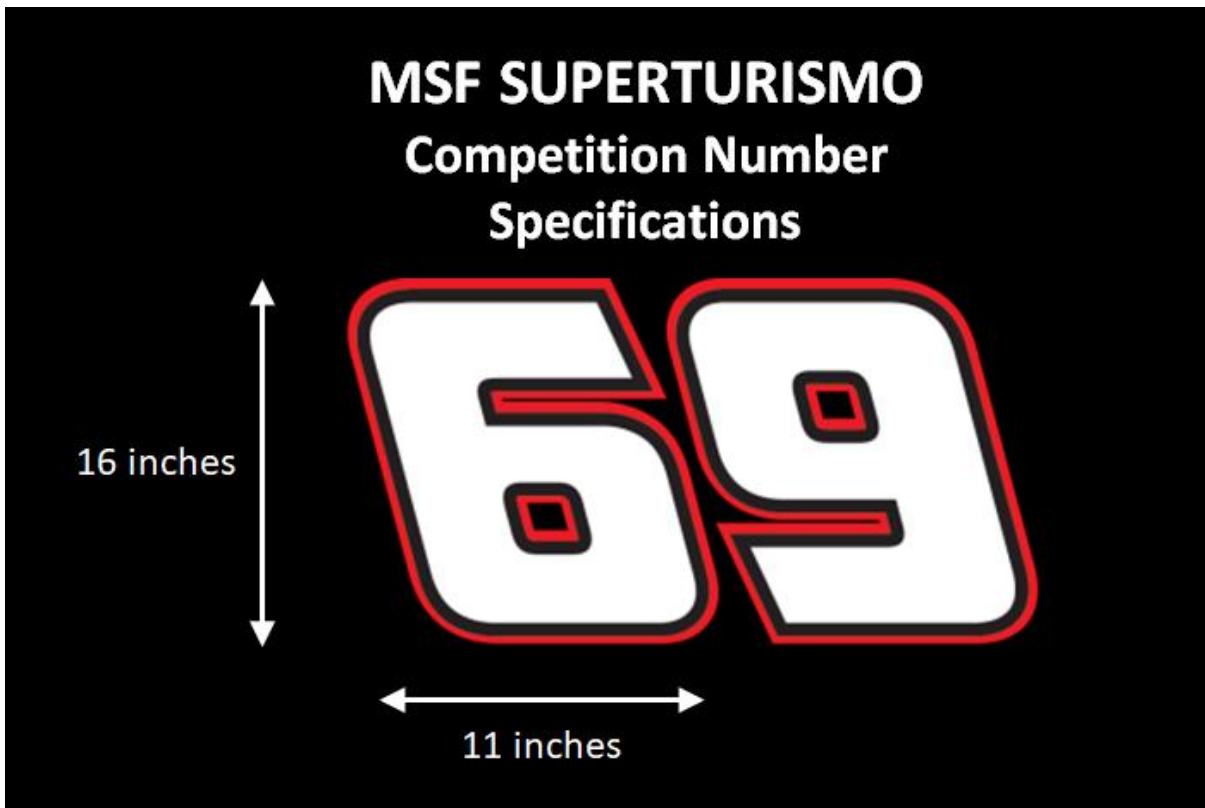 MSF SUPERTURISMO
Competition Number
Specifications
69
16 inches
11 inches